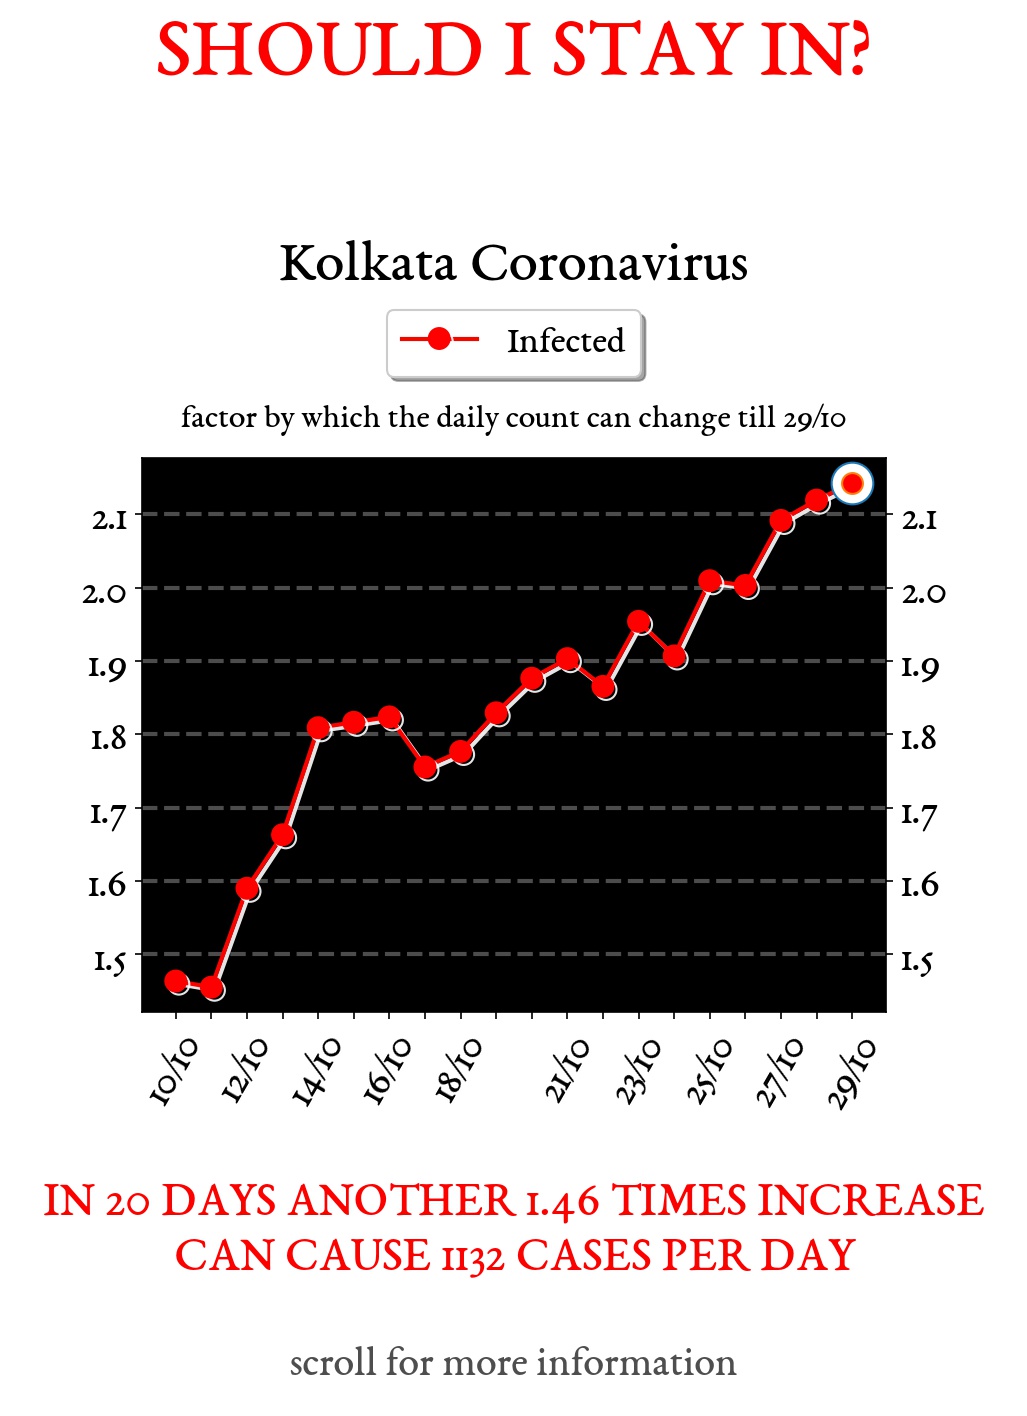 SHOULD I STAY IN?
Kolkata Coronavirus
Infected
factor by which the daily count can change till 29/10
2.1 2.1
2.0 2.0
1.9 1.9
1.8 1.8
1.7 1.7
1.6 1.6
1.5 1.5
10/10 12/10 14/10 16/10 18/10 21/10 23/10 25/10 27/10 29/10
IN 20 DAYS ANOTHER 1.46 TIMES INCREASE
CAN CAUSE 1132 CASES PER DAY
scroll for more information